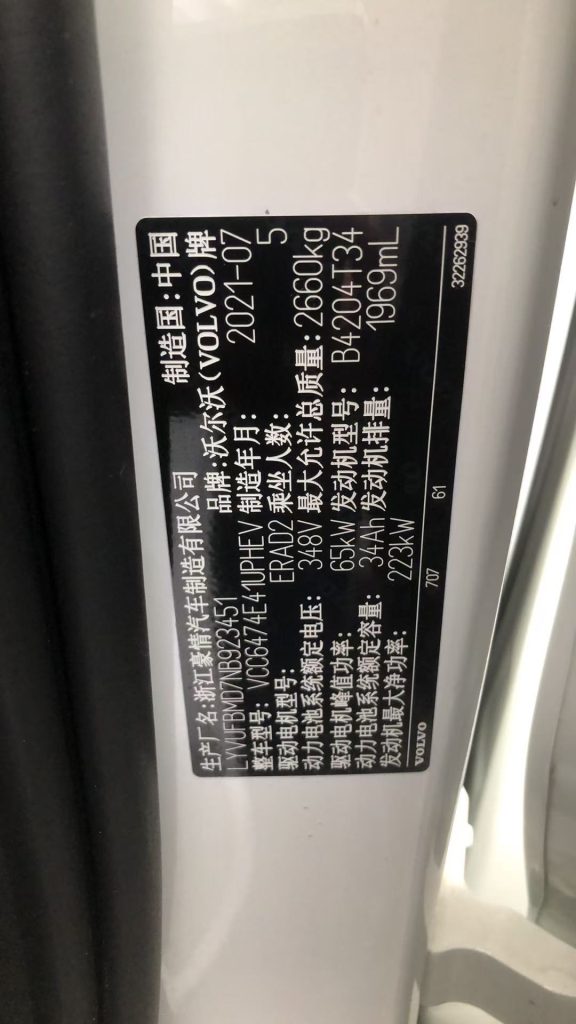 生产厂名:浙江豪情汽车制造有限公司 制造国:中国
LYVUFBMD7NB923451 品牌:沃尔沃(VOLVO)牌
整车型号: VCC6474E41UPHEV 制造年月: 2021-07
驱动电机型号: ERAD2 乘坐人数: 5
动力电池系统额定电压: 348V 最大允许总质量: 2660kg
驱动电机峰值功率: 65kW 发动机型号: B4204T34
动力电池系统额定容量: 34Ah 发动机排量: 1969mL
发动机最大净功率: 223kW
VOLVO 707 61 32262939